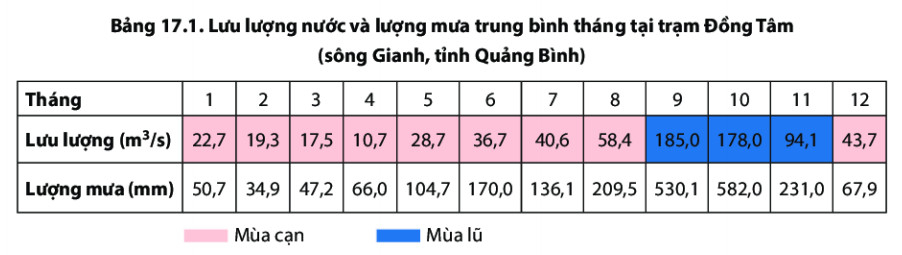 Bảng 17.1. Lưu lượng nước và lượng mưa trung bình tháng tại trạm Đồng Tâm
(sông Gianh, tỉnh Quảng Bình)
Tháng 1 2 3 4 5 6 7 8 9 10 11 12
Lưu lượng (m³/s) 22,7 19,3 17,5 10,7 28,7 36,7 40,6 58,4 185,0 178,0 94,1 43,7
Lượng mưa (mm) 50,7 34,9 47,2 66,0 104,7 170,0 136,1 209,5 530,1 582,0 231,0 67,9
Mùa cạn Mùa lũ